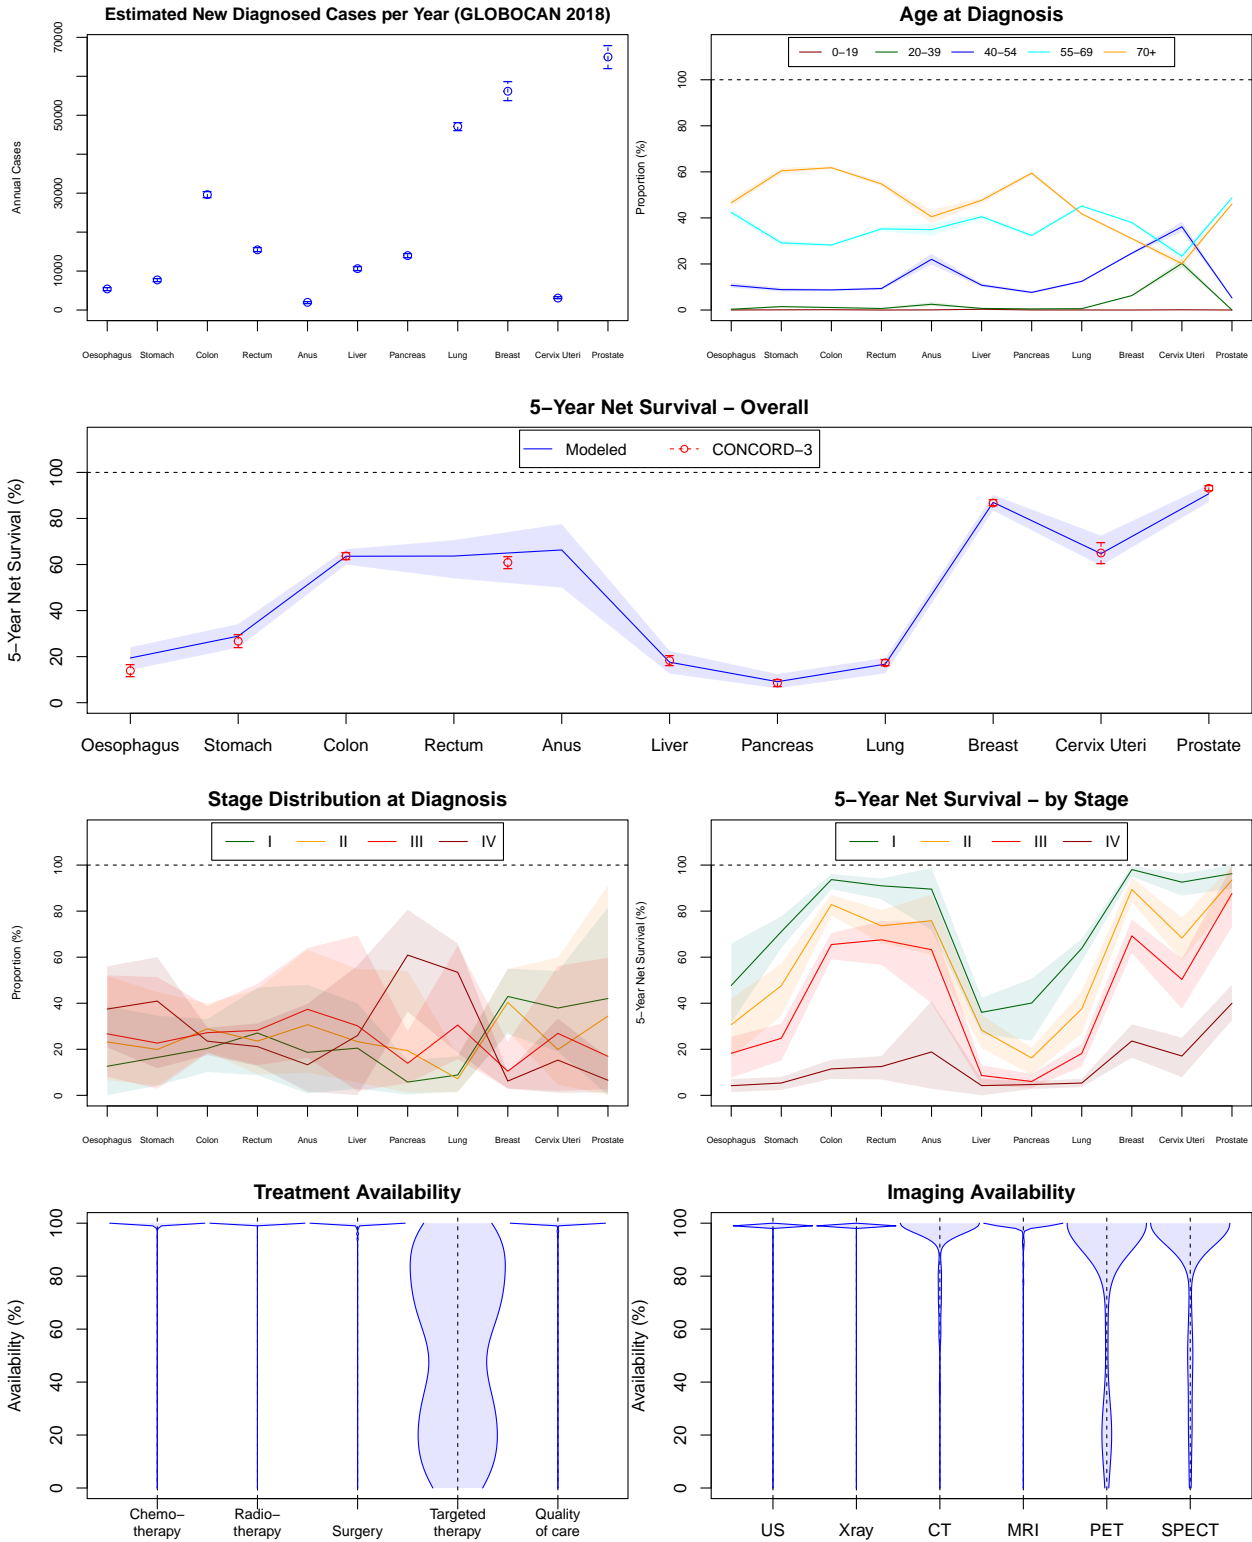 Estimated New Diagnosed Cases per Year (GLOBOCAN 2018)
Annual Cases
70000
50000
30000
10000
0
Oesophagus Stomach Colon Rectum Anus Liver Pancreas Lung Breast Cervix Uteri Prostate
Age at Diagnosis
0−19 20−39 40−54 55−69 70+
Proportion (%)
100
80
60
40
20
0
Oesophagus Stomach Colon Rectum Anus Liver Pancreas Lung Breast Cervix Uteri Prostate
5−Year Net Survival − Overall
Modeled CONCORD−3
5−Year Net Survival (%)
100
80
60
40
20
0
Oesophagus Stomach Colon Rectum Anus Liver Pancreas Lung Breast Cervix Uteri Prostate
Stage Distribution at Diagnosis
I II III IV
Proportion (%)
100
80
60
40
20
0
Oesophagus Stomach Colon Rectum Anus Liver Pancreas Lung Breast Cervix Uteri Prostate
5−Year Net Survival − by Stage
I II III IV
5−Year Net Survival (%)
100
80
60
40
20
0
Oesophagus Stomach Colon Rectum Anus Liver Pancreas Lung Breast Cervix Uteri Prostate
Treatment Availability
Availability (%)
100
80
60
40
20
0
Chemo− Radio− Targeted Quality
therapy therapy Surgery therapy of care
Imaging Availability
Availability (%)
100
80
60
40
20
0
US Xray CT MRI PET SPECT